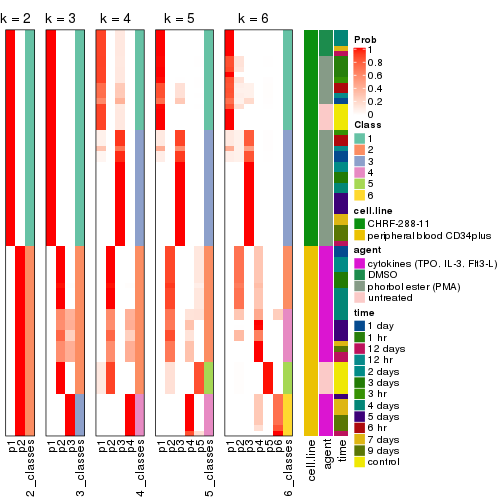 k = 2
k = 3
k = 4
k = 5
k = 6
Prob
1
0.8
0.6
0.4
0.2
0
Class
1
2
3
4
5
6
cell.line
CHRF-288-11
peripheral blood CD34plus
agent
cytokines (TPO, IL-3, Flt3-L)
DMSO
phorbol ester (PMA)
untreated
time
1 day
1 hr
12 days
12 hr
2 days
3 days
3 hr
4 days
5 days
6 hr
7 days
9 days
control
p1
p2
2_classes
p1
p2
p3
3_classes
p1
p2
p3
p4
4_classes
p1
p2
p3
p4
p5
5_classes
p1
p2
p3
p4
p5
p6
6_classes
cell.line
agent
time